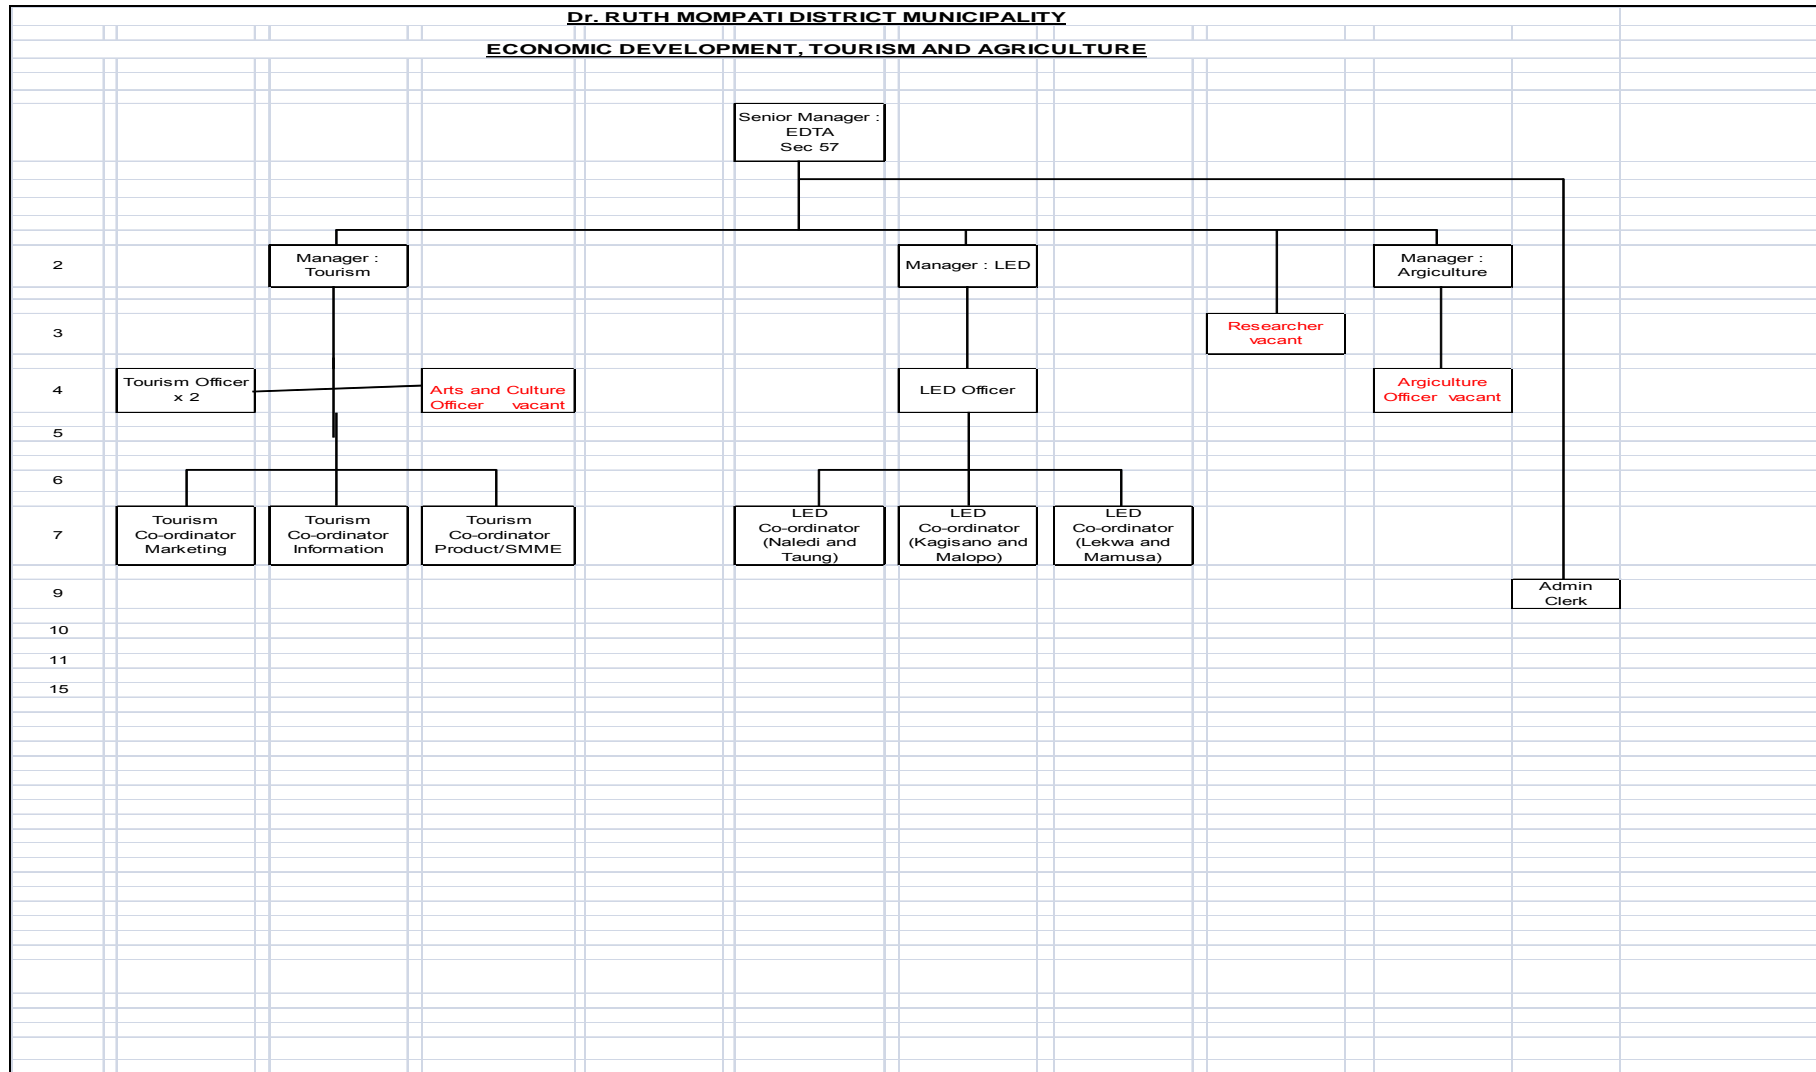 Dr. RUTH MOMPATI DISTRICT MUNICIPALITY
ECONOMIC DEVELOPMENT, TOURISM AND AGRICULTURE
Senior Manager :
EDTA
Sec 57
2
Manager :
Tourism
Manager : LED
Manager :
Argiculture
3
Researcher
vacant
4
Tourism Officer
x 2
Arts and Culture
Officer vacant
LED Officer
Argiculture
Officer vacant
5
6
7
Tourism
Co-ordinator
Marketing
Tourism
Co-ordinator
Information
Tourism
Co-ordinator
Product/SMME
LED
Co-ordinator
(Naledi and
Taung)
LED
Co-ordinator
(Kagisano and
Malopo)
LED
Co-ordinator
(Lekwa and
Mamusa)
9
Admin
Clerk
10
11
15